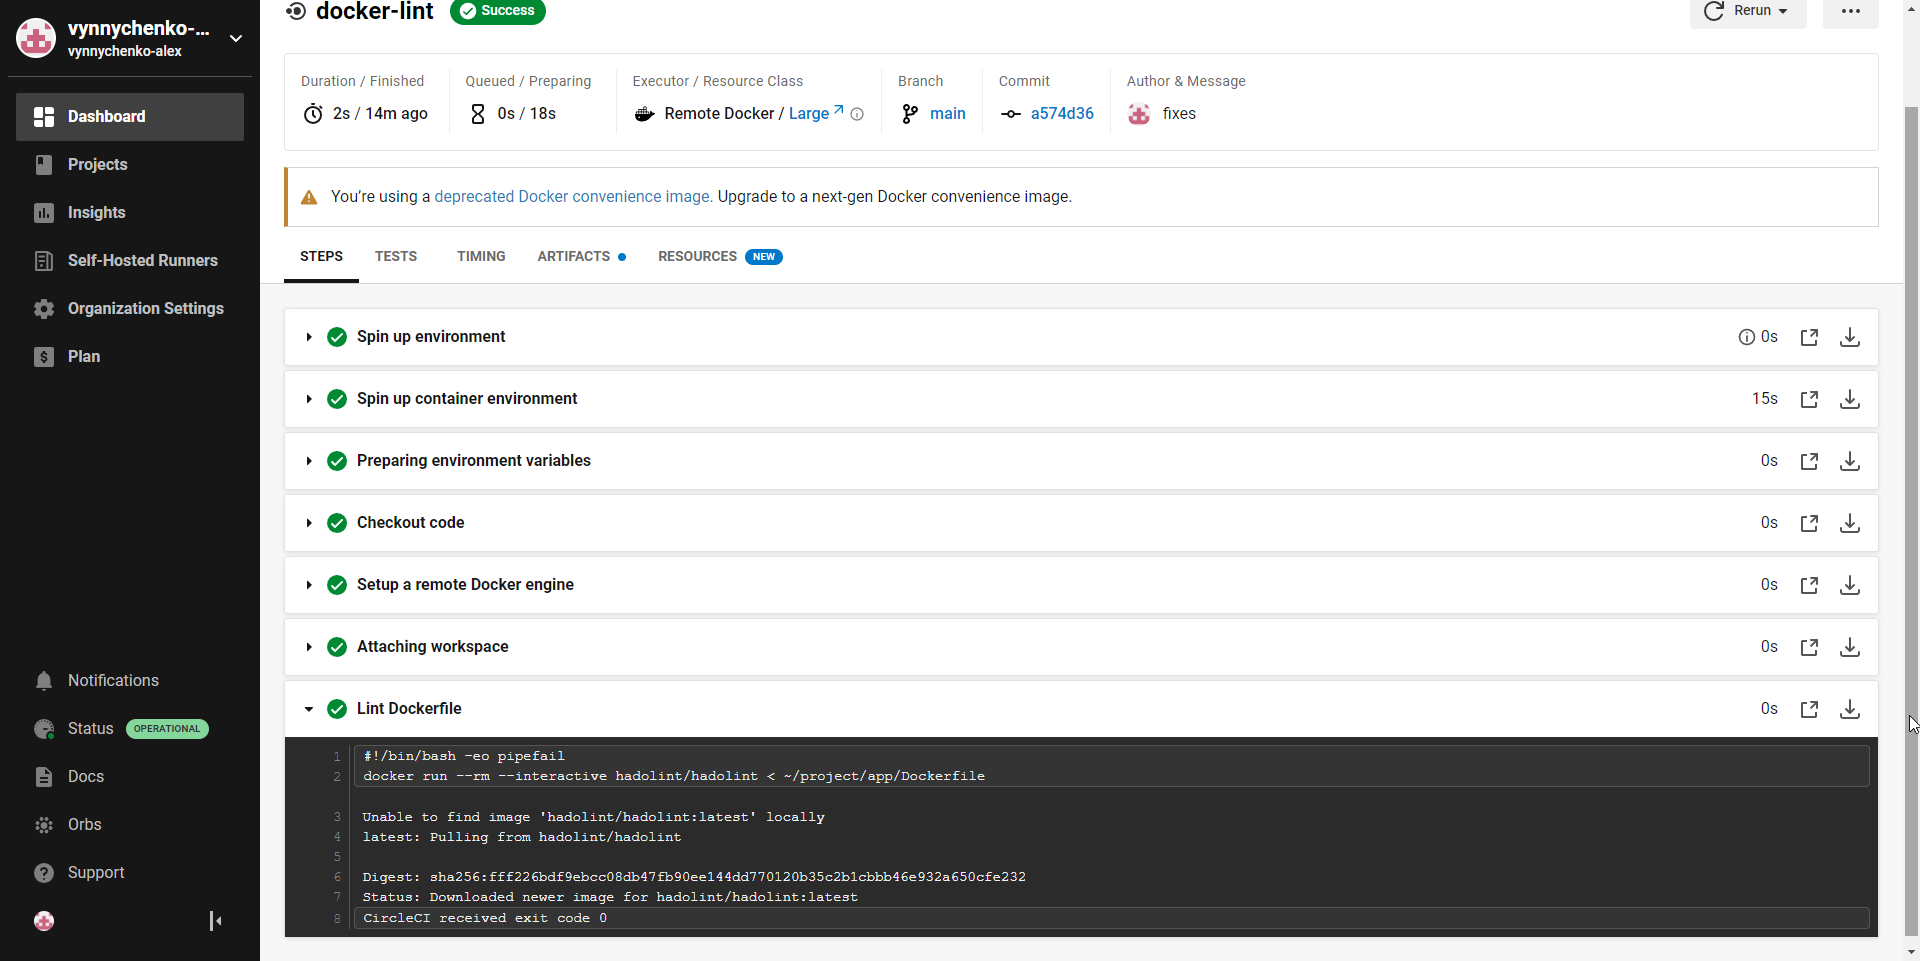 vynnychenko-...
vynnychenko-alex
Dashboard
Projects
Insights
Self-Hosted Runners
Organization Settings
$ Plan
Notifications
Status OPERATIONAL
Docs
Orbs
? Support
docker-lint Success
Rerun ...
Duration / Finished
2s / 14m ago
Queued / Preparing
0s / 18s
Executor / Resource Class
Remote Docker / Large
Branch
main
Commit
a574d36
Author & Message
fixes
You’re using a deprecated Docker convenience image. Upgrade to a next-gen Docker convenience image.
STEPS TESTS TIMING ARTIFACTS RESOURCES NEW
Spin up environment 0s
Spin up container environment 15s
Preparing environment variables 0s
Checkout code 0s
Setup a remote Docker engine 0s
Attaching workspace 0s
Lint Dockerfile 0s
1 #!/bin/bash -eo pipefail
2 docker run --rm --interactive hadolint/hadolint < ~/project/app/Dockerfile
3 Unable to find image 'hadolint/hadolint:latest' locally
4 latest: Pulling from hadolint/hadolint
5
6 Digest: sha256:fff226bdf9ebcc08db47fb90ee144dd770120b35c2b1cbbb46e932a650cfe232
7 Status: Downloaded newer image for hadolint/hadolint:latest
8 CircleCI received exit code 0